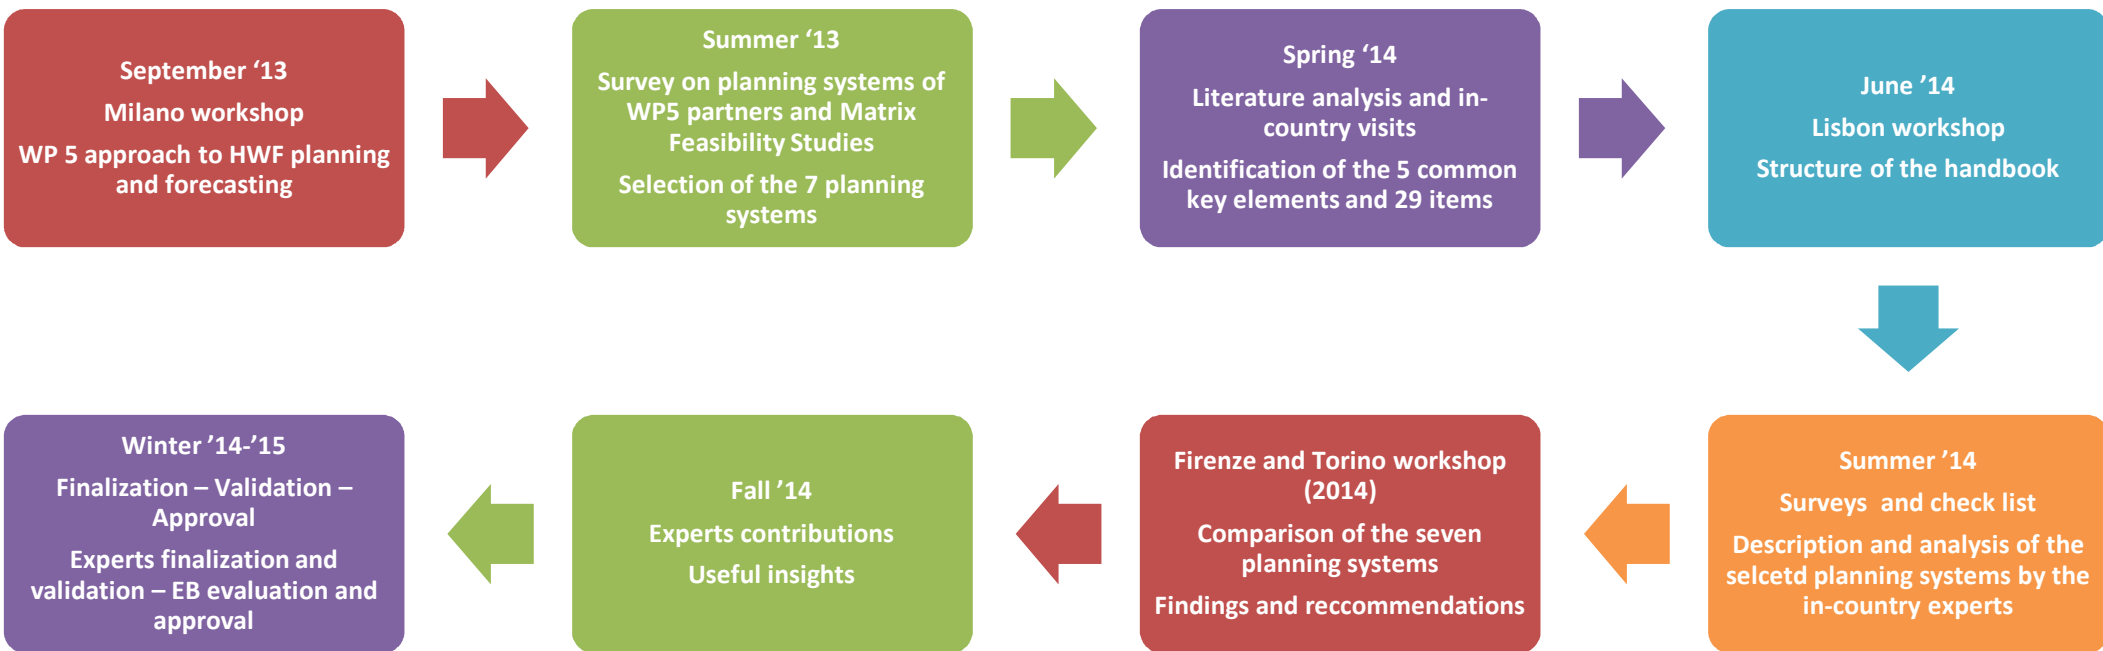 September ‘13
Milano workshop
WP 5 approach to HWF planning
and forecasting
Summer ‘13
Survey on planning systems of
WP5 partners and Matrix
Feasibility Studies
Selection of the 7 planning
systems
Spring ‘14
Literature analysis and in-
country visits
Identification of the 5 common
key elements and 29 items
June ’14
Lisbon workshop
Structure of the handbook
Summer ’14
Surveys  and check list
Description and analysis of the
selcetd planning systems by the
in-country experts
Firenze and Torino workshop
(2014)
Comparison of the seven
planning systems
Findings and reccommendations
Fall ’14
Experts contributions
Useful insights
Winter ’14-’15
Finalization – Validation –
Approval
Experts finalization and
validation – EB evaluation and
approval